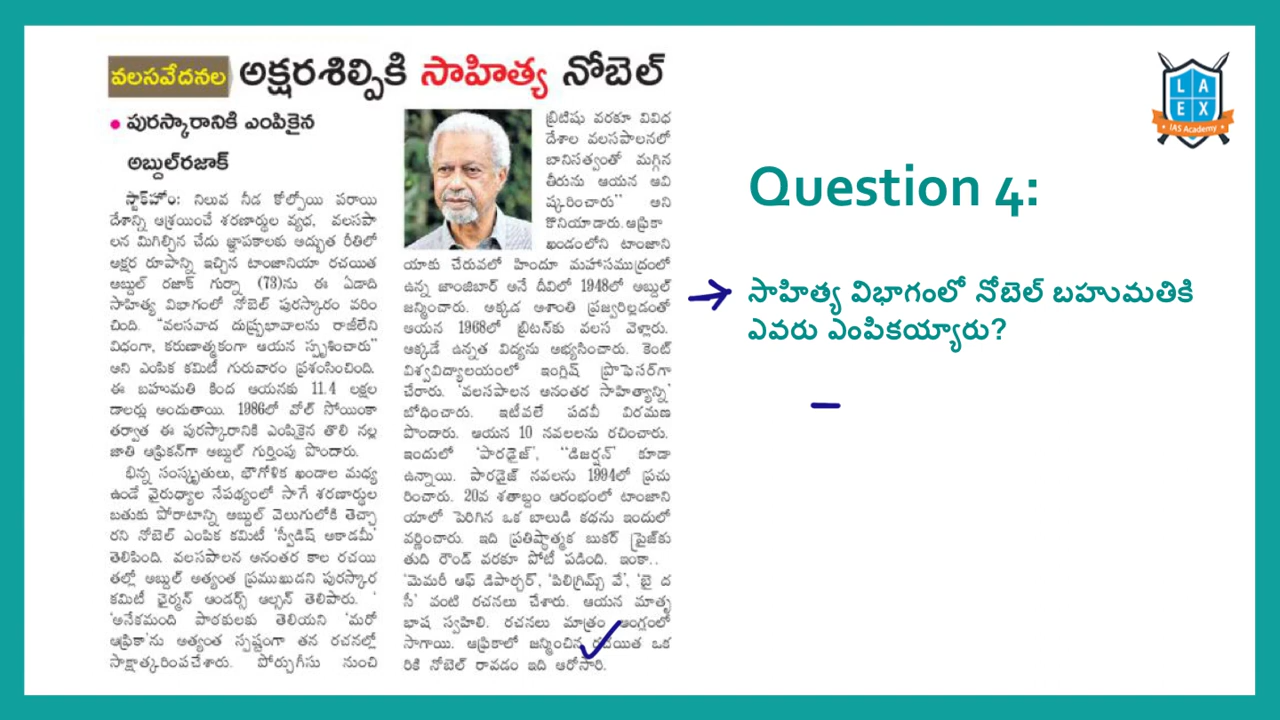 వలసవేదనల అక్షరశిల్పికి సాహిత్య నోబెల్
• పురస్కారానికి ఎంపికైన
అబ్దుల్‌రజాక్
స్టాక్‌హోం: నిలువ నీడ కోల్పోయి పరాయి
దేశాన్ని ఆశ్రయించే శరణార్థుల వ్యథ, వలసపా
లన మిగిల్చిన చేదు జ్ఞాపకాలకు అద్భుత రీతిలో
అక్షర రూపాన్ని ఇచ్చిన టాంజానియా రచయిత
అబ్దుల్ రజాక్ గుర్నా (73)ను ఈ ఏడాది
సాహిత్య విభాగంలో నోబెల్ పురస్కారం వరిం
చింది. “వలసవాద దుష్ప్రభావాలను రాజీలేని
విధంగా, కరుణాత్మకంగా ఆయన స్పృశించారు”
అని ఎంపిక కమిటీ గురువారం ప్రశంసించింది.
ఈ బహుమతి కింద ఆయనకు 11.4 లక్షల
డాలర్లు అందుతాయి. 1986లో వోల్ సోయింకా
తర్వాత ఈ పురస్కారానికి ఎంపికైన తొలి నల్ల
జాతి ఆఫ్రికన్‌గా అబ్దుల్ గుర్తింపు పొందారు.
భిన్న సంస్కృతులు, భౌగోళిక ఖండాల మధ్య
ఉండే వైరుధ్యాల నేపథ్యంలో సాగే శరణార్థుల
బతుకు పోరాటాన్ని అబ్దుల్ వెలుగులోకి తెచ్చా
రని నోబెల్ ఎంపిక కమిటీ ‘స్వీడిష్ అకాడమీ’
తెలిపింది. వలసపాలన అనంతర కాల రచయి
తల్లో అబ్దుల్ అత్యంత ప్రముఖుడని పురస్కార
కమిటీ ఛైర్మన్ ఆండర్స్ ఆల్సన్ తెలిపారు. ‘
‘అనేకమంది పాఠకులకు తెలియని ‘మరో
ఆఫ్రికా’ను అత్యంత స్పష్టంగా తన రచనల్లో
సాక్షాత్కరింపచేశారు. పోర్చుగీసు నుంచి
బ్రిటిషు వరకూ వివిధ
దేశాల వలసపాలనలో
బానిసత్వంతో మగ్గిన
తీరును ఆయన ఆవి
ష్కరించారు’’ అని
కొనియాడారు. ఆఫ్రికా
ఖండంలోని టాంజాని
యాకు చేరువలో హిందూ మహాసముద్రంలో
ఉన్న జాంజిబార్ అనే దీవిలో 1948లో అబ్దుల్
జన్మించారు. అక్కడ అశాంతి ప్రజ్వరిల్లడంతో
ఆయన 1968లో బ్రిటన్‌కు వలస వెళ్లారు.
అక్కడే ఉన్నత విద్యను అభ్యసించారు. కెంట్
విశ్వవిద్యాలయంలో ఇంగ్లిష్ ప్రొఫెసర్‌గా
చేరారు. ‘వలసపాలన అనంతర సాహిత్యాన్ని’
బోధించారు. ఇటీవలే పదవీ విరమణ
పొందారు. ఆయన 10 నవలలను రచించారు.
ఇందులో ‘పారడైజ్’, ‘‘డిజర్షన్’ కూడా
ఉన్నాయి. పారడైజ్ నవలను 1994లో ప్రచు
రించారు. 20వ శతాబ్దం ఆరంభంలో టాంజాని
యాలో పెరిగిన ఒక బాలుడి కథను ఇందులో
వర్ణించారు. ఇది ప్రతిష్ఠాత్మక బుకర్ ప్రైజ్‌కు
తుది రౌండ్ వరకూ పోటీ పడింది. ఇంకా..
‘మెమరీ ఆఫ్ డిపార్చర్’, ‘పిలిగ్రిమ్స్ వే’, ‘బై ద
సీ’ వంటి రచనలు చేశారు. ఆయన మాతృ
భాష స్వహిలి. రచనలు మాత్రం ఆంగ్లంలో
సాగాయి. ఆఫ్రికాలో జన్మించిన రచయిత ఒక
రికి నోబెల్ రావడం ఇది ఆరోసారి.
LAEX
IAS Academy
Question 4:
సాహిత్య విభాగంలో నోబెల్ బహుమతికి
ఎవరు ఎంపికయ్యారు?